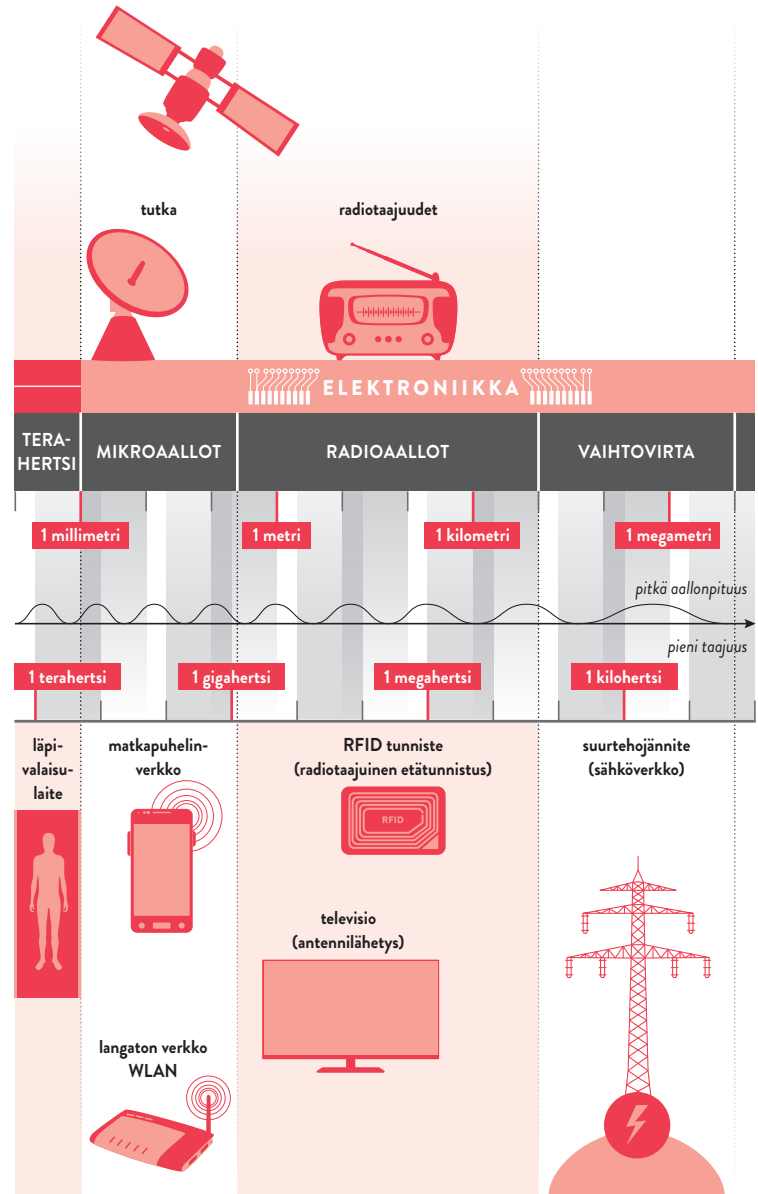 tutka
radiotaajuudet
ELEKTRONIIKKA
TERA-
HERTSI
MIKROAALLOT
RADIOAALLOT
VAIHTOVIRTA
1 millimetri
1 metri
1 kilometri
1 megametri
pitkä aallonpituus
pieni taajuus
1 terahertsi
1 gigahertsi
1 megahertsi
1 kilohertsi
läpi-
valaisu-
laite
matkapuhelin-
verkko
RFID tunniste
(radiotaajuinen etätunnistus)
suurtehojännite
(sähköverkko)
RFID
televisio
(antennilähetys)
langaton verkko
WLAN